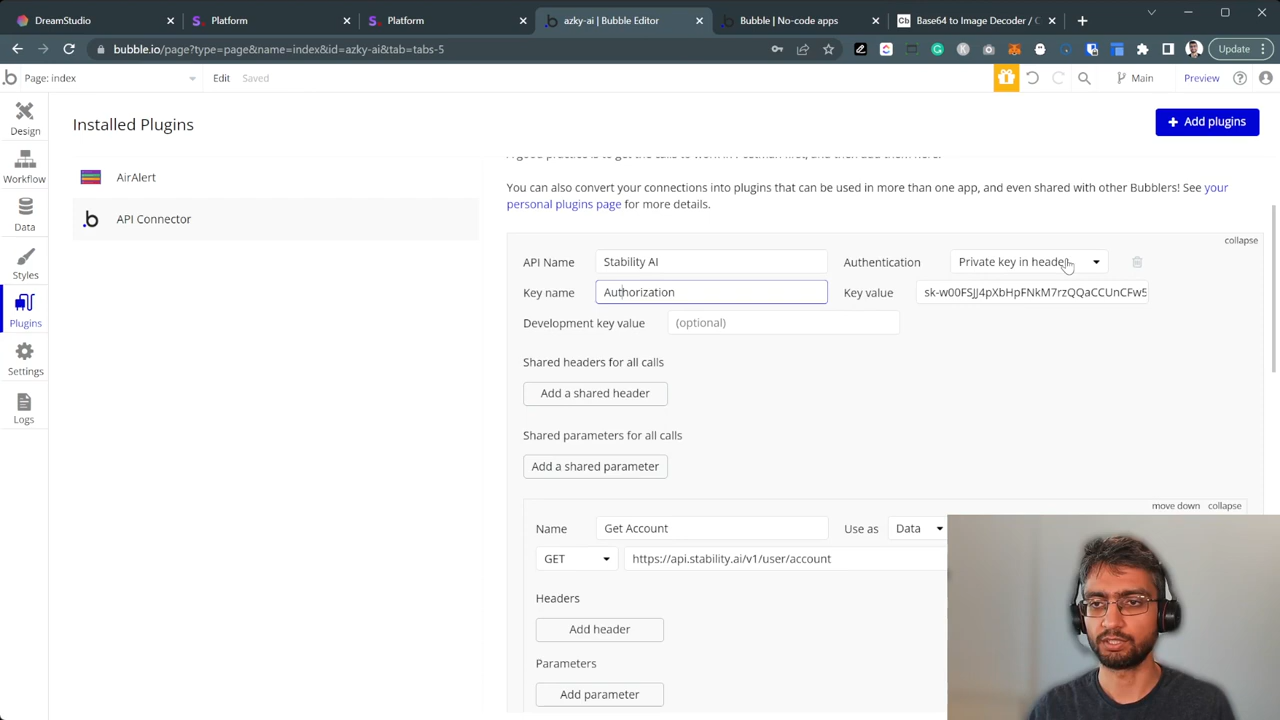 DreamStudio
Platform
Platform
azky-ai | Bubble Editor
Bubble | No-code apps
Base64 to Image Decoder / C
bubble.io/page?type=page&name=index&id=azky-ai&tab=tabs-5
Update
Page: index
Edit
Saved
Main
Preview
Design
Workflow
Data
Styles
Plugins
Settings
Logs
Installed Plugins
Add plugins
AirAlert
API Connector
A good practice is to get the calls to work in Postman first, and then add them here.
You can also convert your connections into plugins that can be used in more than one app, and even shared with other Bubblers! See your
personal plugins page for more details.
collapse
API Name
Stability AI
Authentication
Private key in header
Key name
Authorization
Key value
sk-w00FSJJ4pXbHpFNkM7rzQQaCCUnCFw5
Development key value
(optional)
Shared headers for all calls
Add a shared header
Shared parameters for all calls
Add a shared parameter
move down collapse
Name
Get Account
Use as
Data
GET
https://api.stability.ai/v1/user/account
Headers
Add header
Parameters
Add parameter